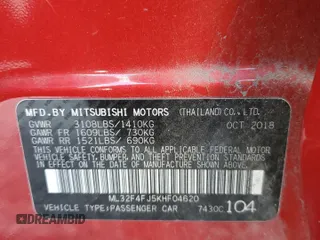 MFD.BY MITSUBISHI MOTORS (THAILAND)CO.,LTD.
GVWR 3108LBS/1410KG OCT 2018
GAWR FR 1609LBS/ 730KG
GAWR RR 1521LBS/ 690KG
THIS VEHICLE CONFORMS TO ALL APPLICABLE FEDERAL
MOTOR VEHICLE SAFETY, BUMPER, AND THEFT
PREVENTION STANDARDS IN EFFECT ON THE DATE OF
MANUFACTURE SHOWN ABOVE.
ML32F4FJ5KHF04620
VEHICLE TYPE:PASSENGER CAR 7430C 104
DREAMBID